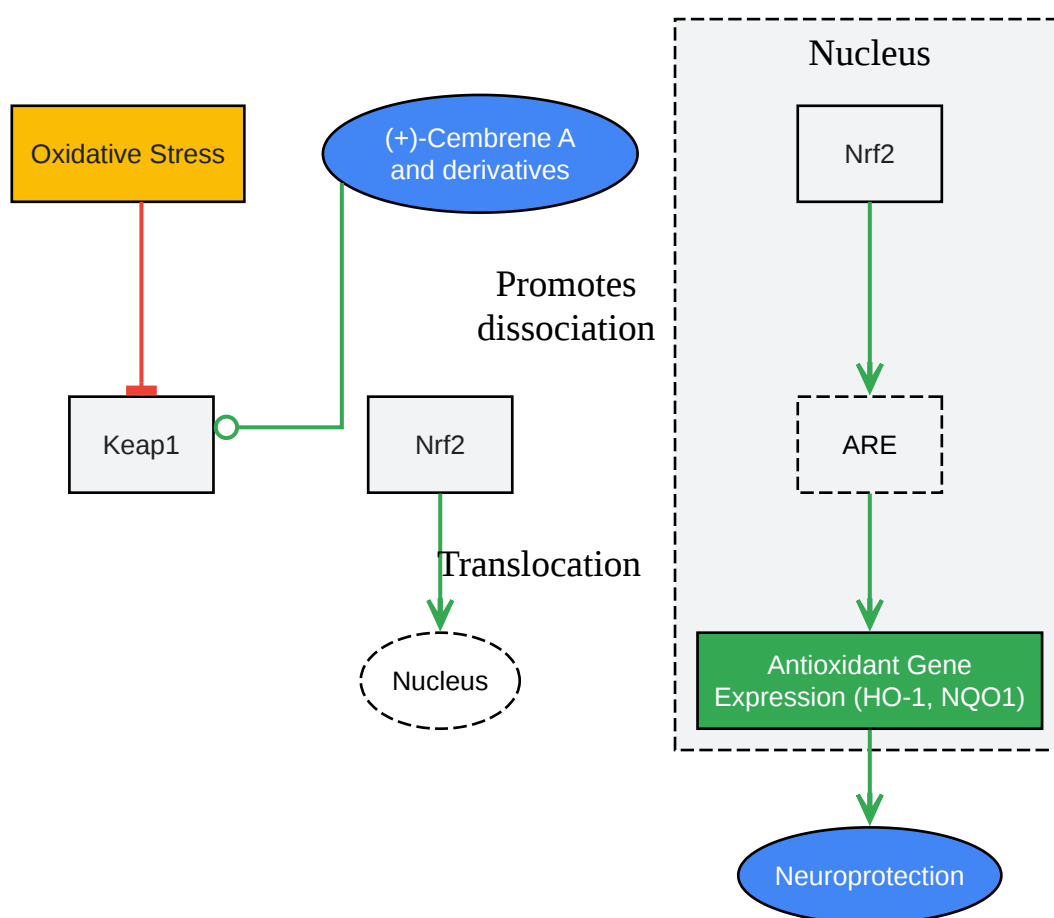 Nucleus
Oxidative Stress
(+)-Cembrene A
and derivatives
Nrf2
Promotes
dissociation
Keap1
Nrf2
ARE
Translocation
Nucleus
Antioxidant Gene
Expression (HO-1, NQO1)
Neuroprotection